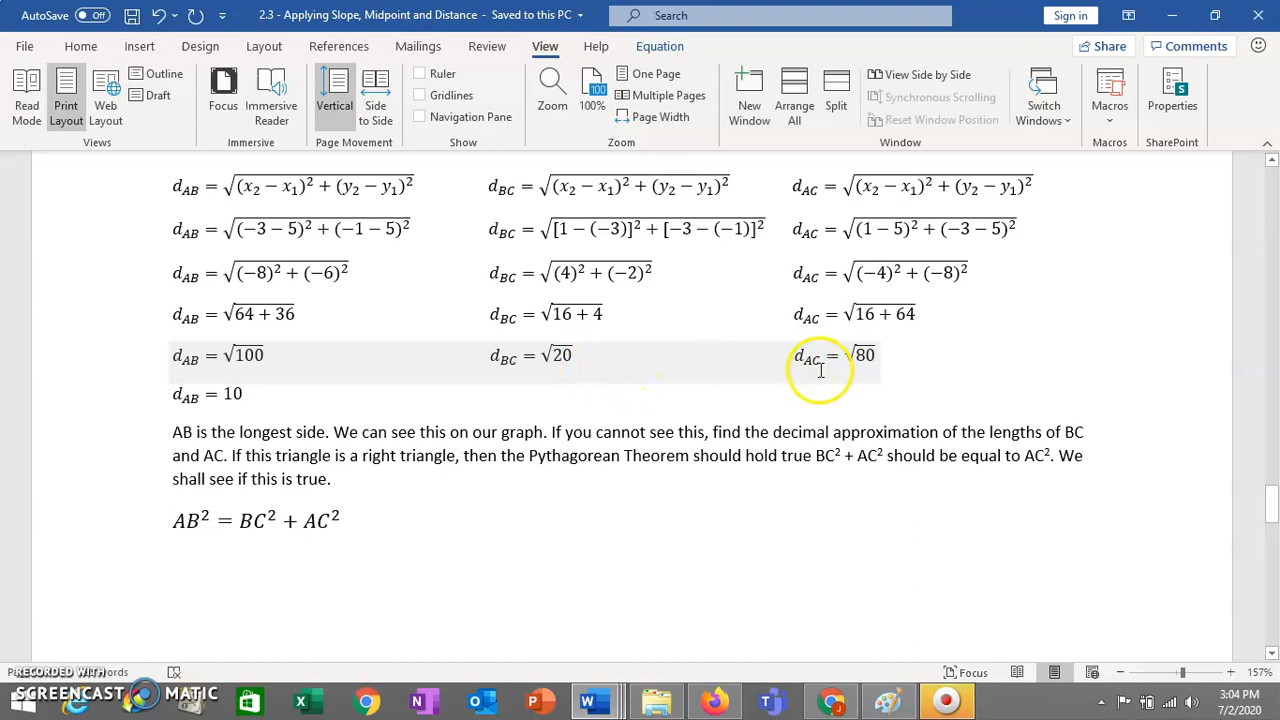 AutoSave Off 2.3 - Applying Slope, Midpoint and Distance - Saved to this PC Search Sign in
File Home Insert Design Layout References Mailings Review View Help Equation Share Comments
Read Mode Print Layout Web Layout Outline Draft Focus Immersive Reader Vertical Side to Side Ruler Gridlines Navigation Pane Zoom 100 100% One Page Multiple Pages Page Width New Window Arrange All Split View Side by Side Synchronous Scrolling Reset Window Position Switch Windows Macros Properties
Views Immersive Page Movement Show Zoom Window Macros SharePoint
d_AB = √((x₂ − x₁)² + (y₂ − y₁)²) d_BC = √((x₂ − x₁)² + (y₂ − y₁)²) d_AC = √((x₂ − x₁)² + (y₂ − y₁)²)
d_AB = √((−3 − 5)² + (−1 − 5)²) d_BC = √([1 − (−3)]² + [−3 − (−1)]²) d_AC = √((1 − 5)² + (−3 − 5)²)
d_AB = √((−8)² + (−6)²) d_BC = √((4)² + (−2)²) d_AC = √((−4)² + (−8)²)
d_AB = √(64 + 36) d_BC = √(16 + 4) d_AC = √(16 + 64)
d_AB = √100 d_BC = √20 d_AC = √80
d_AB = 10
AB is the longest side. We can see this on our graph. If you cannot see this, find the decimal approximation of the lengths of BC
and AC. If this triangle is a right triangle, then the Pythagorean Theorem should hold true BC² + AC² should be equal to AC². We
shall see if this is true.
AB² = BC² + AC²
Focus 157%
RECORDED WITH
SCREENCAST MATIC
3:04 PM
7/2/2020